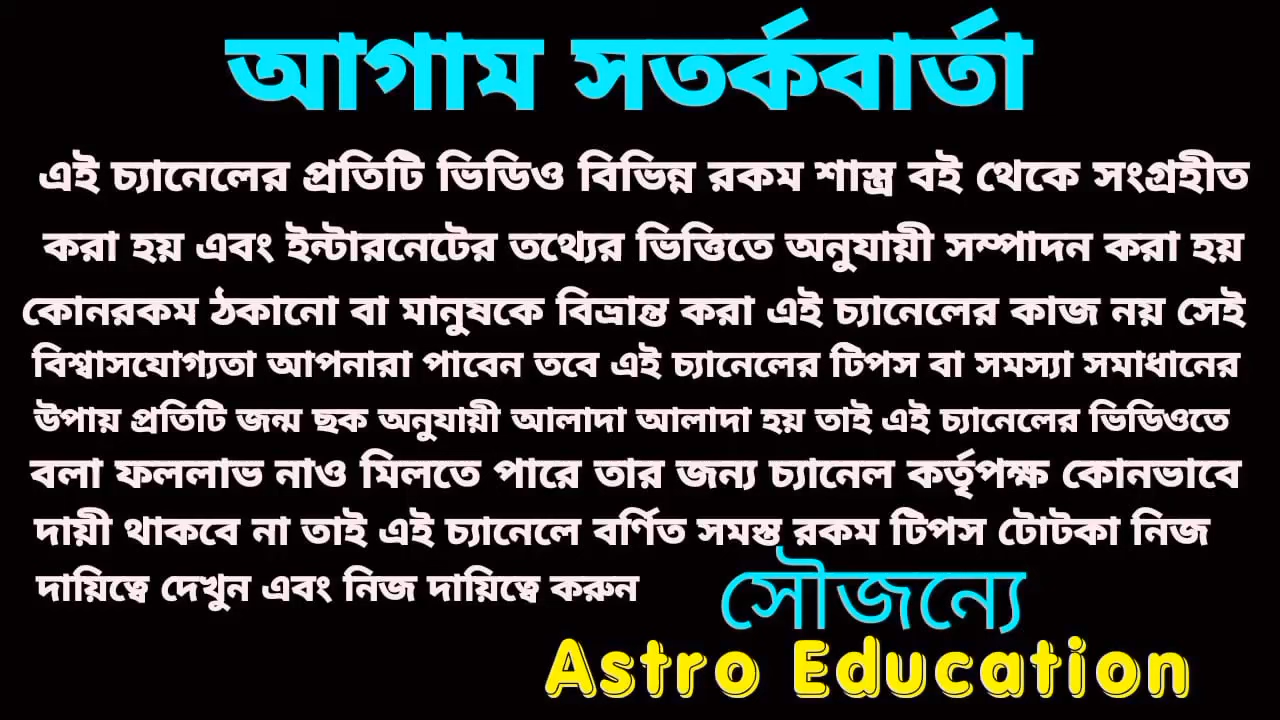 আগাম সতর্কবার্তা
এই চ্যানেলের প্রতিটি ভিডিও বিভিন্ন রকম শাস্ত্র বই থেকে সংগ্রহীত
করা হয় এবং ইন্টারনেটের তথ্যের ভিত্তিতে অনুযায়ী সম্পাদন করা হয়
কোনরকম ঠকানো বা মানুষকে বিভ্রান্ত করা এই চ্যানেলের কাজ নয় সেই
বিশ্বাসযোগ্যতা আপনারা পাবেন তবে এই চ্যানেলের টিপস বা সমস্যা সমাধানের
উপায় প্রতিটি জন্ম ছক অনুযায়ী আলাদা আলাদা হয় তাই এই চ্যানেলের ভিডিওতে
বলা ফললাভ নাও মিলতে পারে তার জন্য চ্যানেল কর্তৃপক্ষ কোনভাবে
দায়ী থাকবে না তাই এই চ্যানেলে বর্ণিত সমস্ত রকম টিপস টোটকা নিজ
দায়িত্বে দেখুন এবং নিজ দায়িত্বে করুন
সৌজন্যে
Astro Education